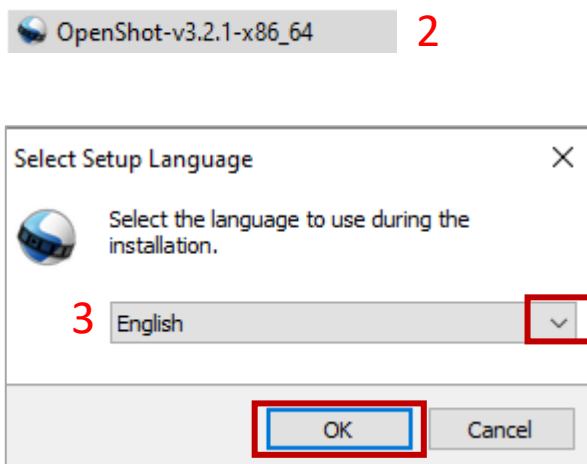 OpenShot-v3.2.1-x86_64 2
Select Setup Language
Select the language to use during the
installation.
3 English
OK Cancel